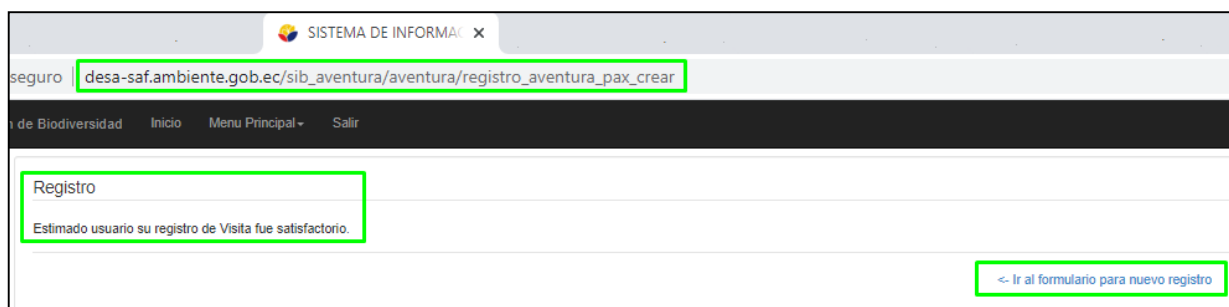 SISTEMA DE INFORMAC
seguro | desa-saf.ambiente.gob.ec/sib_aventura/aventura/registro_aventura_pax_crear
n de Biodiversidad Inicio Menu Principal Salir
Registro
Estimado usuario su registro de Visita fue satisfactorio.
<- Ir al formulario para nuevo registro